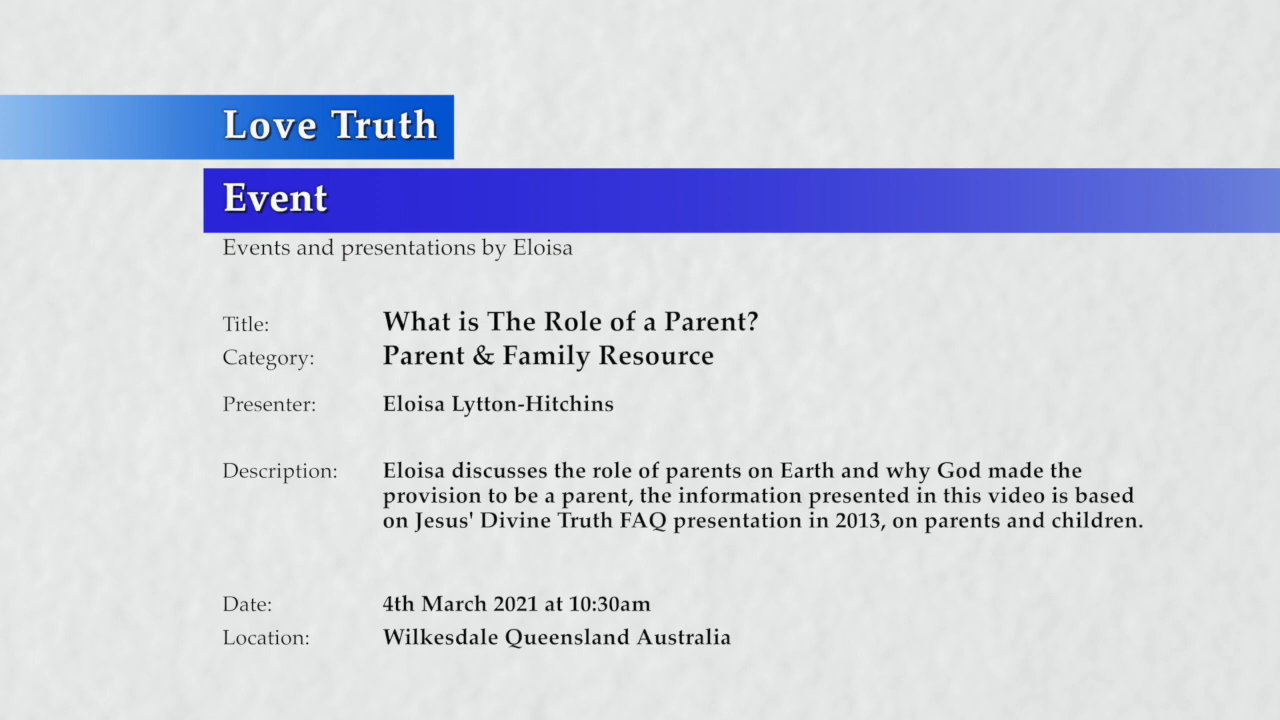 Love Truth
Event
Events and presentations by Eloisa
Title: What is The Role of a Parent?
Category: Parent & Family Resource
Presenter: Eloisa Lytton-Hitchins
Description: Eloisa discusses the role of parents on Earth and why God made the
provision to be a parent, the information presented in this video is based
on Jesus' Divine Truth FAQ presentation in 2013, on parents and children.
Date: 4th March 2021 at 10:30am
Location: Wilkesdale Queensland Australia